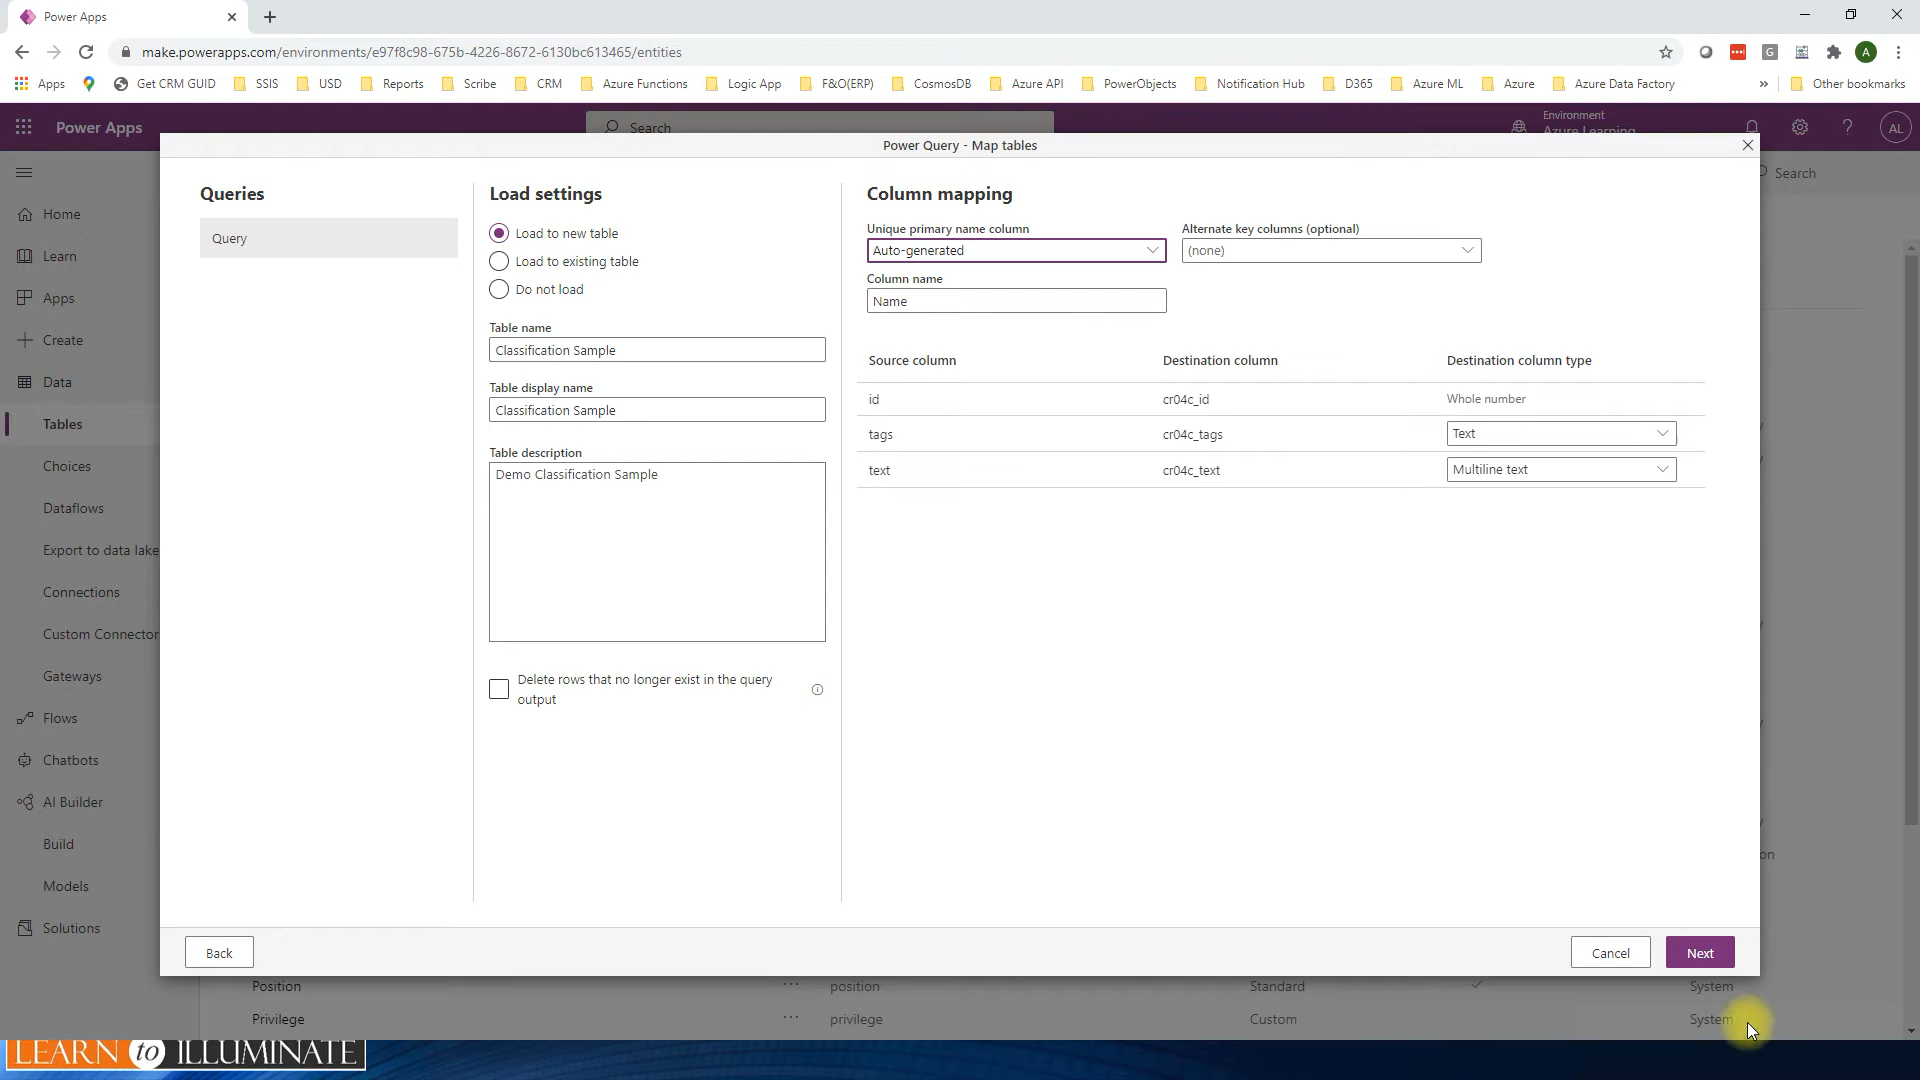 Power Apps
make.powerapps.com/environments/e97f8c98-675b-4226-8672-6130bc613465/entities
G
A
Apps
Get CRM GUID
SSIS
USD
Reports
Scribe
CRM
Azure Functions
Logic App
F&O(ERP)
CosmosDB
Azure API
PowerObjects
Notification Hub
D365
Azure ML
Azure
Azure Data Factory
»
Other bookmarks
Power Apps
Search
Environment
Azure Learning
?
AL
Power Query - Map tables
Search
Home
Learn
Apps
Create
Data
Tables
Choices
Dataflows
Export to data lake
Connections
Custom Connector
Gateways
Flows
Chatbots
AI Builder
Build
Models
Solutions
Queries
Query
Load settings
Load to new table
Load to existing table
Do not load
Table name
Classification Sample
Table display name
Classification Sample
Table description
Demo Classification Sample
Delete rows that no longer exist in the query
output
Column mapping
Unique primary name column
Alternate key columns (optional)
Auto-generated
(none)
Column name
Name
Source column Destination column Destination column type
id cr04c_id Whole number
tags cr04c_tags Text
text cr04c_text Multiline text
Back
Cancel
Next
Position ... position Standard System
Privilege ... privilege Custom System
LEARN to ILLUMINATE